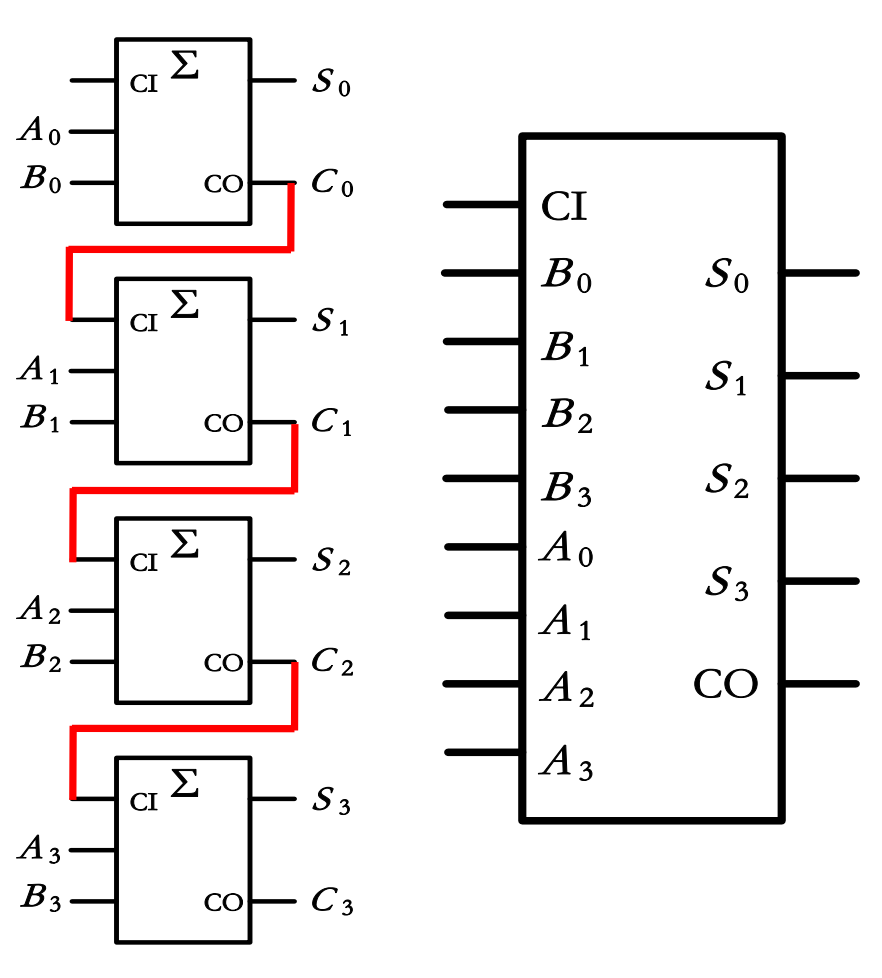 Σ
CI
S0
A0
B0
CO
C0
Σ
CI
S1
A1
B1
CO
C1
Σ
CI
S2
A2
B2
CO
C2
Σ
CI
S3
A3
B3
CO
C3
CI
B0
S0
B1
S1
B2
S2
B3
A0
S3
A1
A2
CO
A3